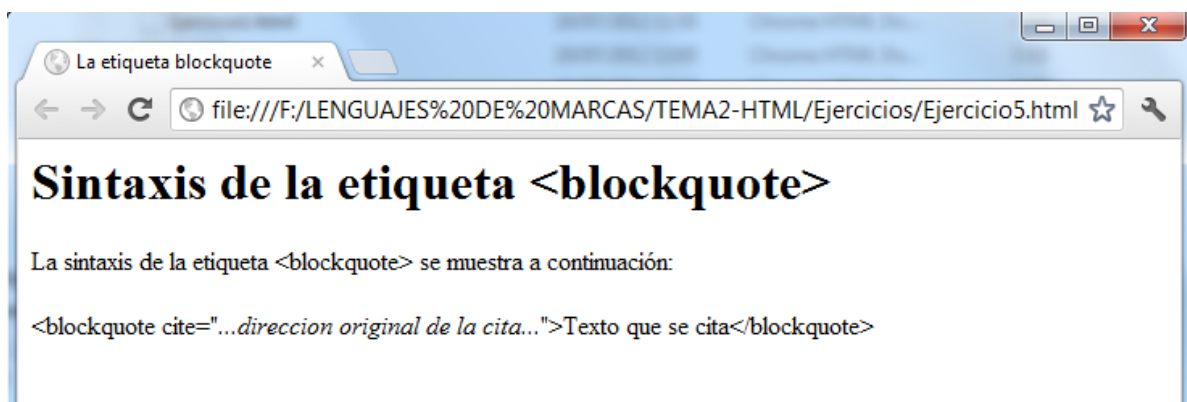 La etiqueta blockquote
file:///F:/LENGUAJES%20DE%20MARCAS/TEMA2-HTML/Ejercicios/Ejercicio5.html
Sintaxis de la etiqueta <blockquote>
La sintaxis de la etiqueta <blockquote> se muestra a continuación:
<blockquote cite="...direccion original de la cita...">Texto que se cita</blockquote>